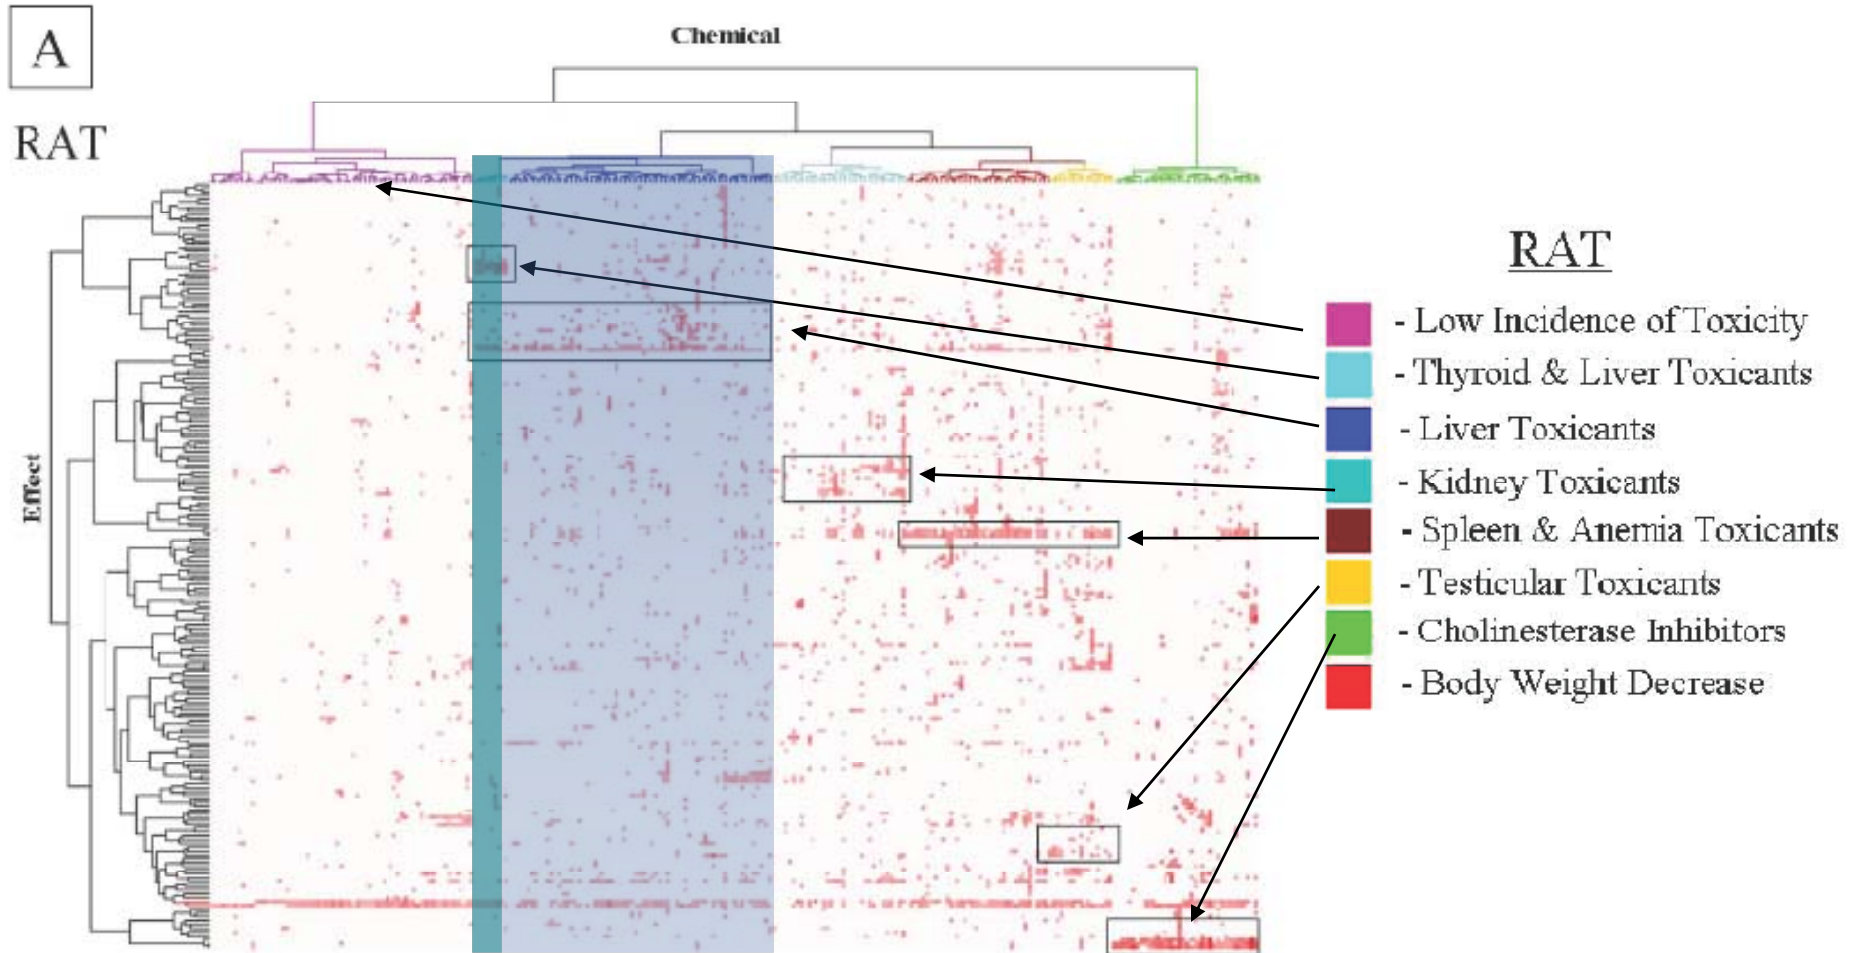 A
Chemical
RAT
Effect
RAT
- Low Incidence of Toxicity
- Thyroid & Liver Toxicants
- Liver Toxicants
- Kidney Toxicants
- Spleen & Anemia Toxicants
- Testicular Toxicants
- Cholinesterase Inhibitors
- Body Weight Decrease